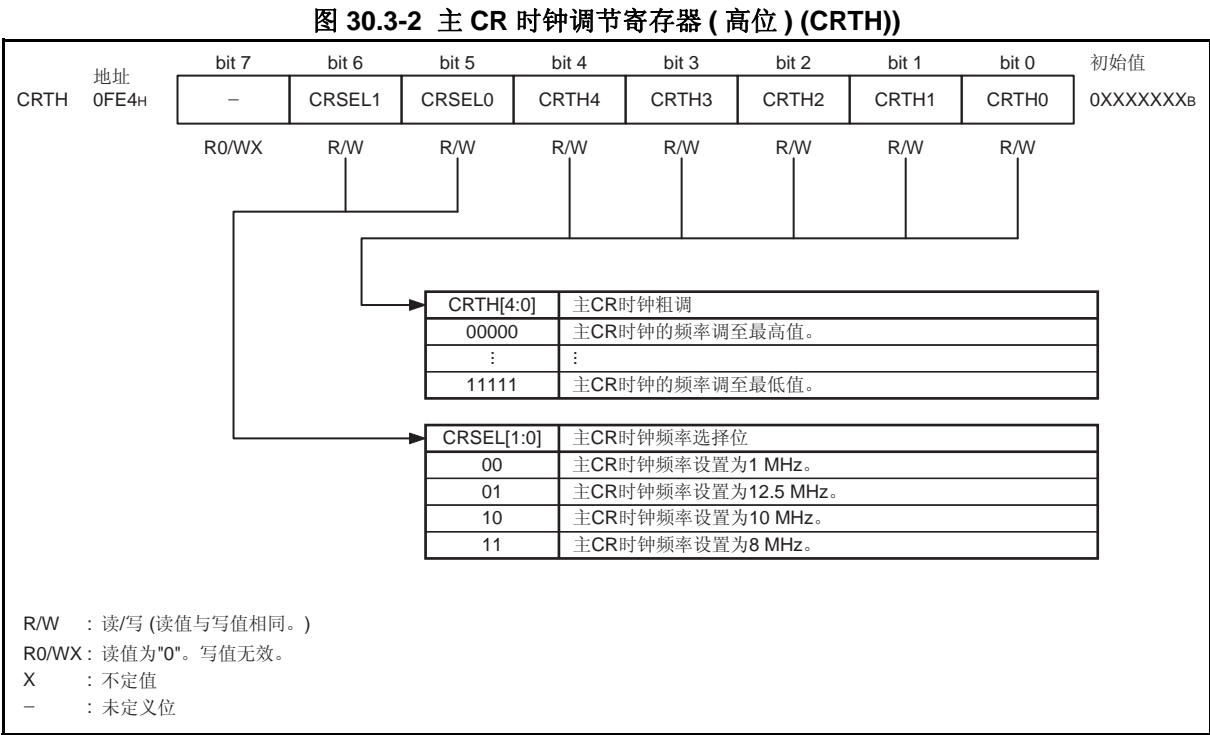 图 30.3-2 主 CR 时钟调节寄存器 ( 高位 ) (CRTH))
地址 bit 7 bit 6 bit 5 bit 4 bit 3 bit 2 bit 1 bit 0 初始值
CRTH 0FE4H – CRSEL1 CRSEL0 CRTH4 CRTH3 CRTH2 CRTH1 CRTH0 0XXXXXXXB
R0/WX R/W R/W R/W R/W R/W R/W R/W
CRTH[4:0] 主CR时钟粗调
00000 主CR时钟的频率调至最高值。
⋮ ⋮
11111 主CR时钟的频率调至最低值。
CRSEL[1:0] 主CR时钟频率选择位
00 主CR时钟频率设置为1 MHz。
01 主CR时钟频率设置为12.5 MHz。
10 主CR时钟频率设置为10 MHz。
11 主CR时钟频率设置为8 MHz。
R/W : 读/写 (读值与写值相同。)
R0/WX : 读值为"0"。写值无效。
X : 不定值
– : 未定义位